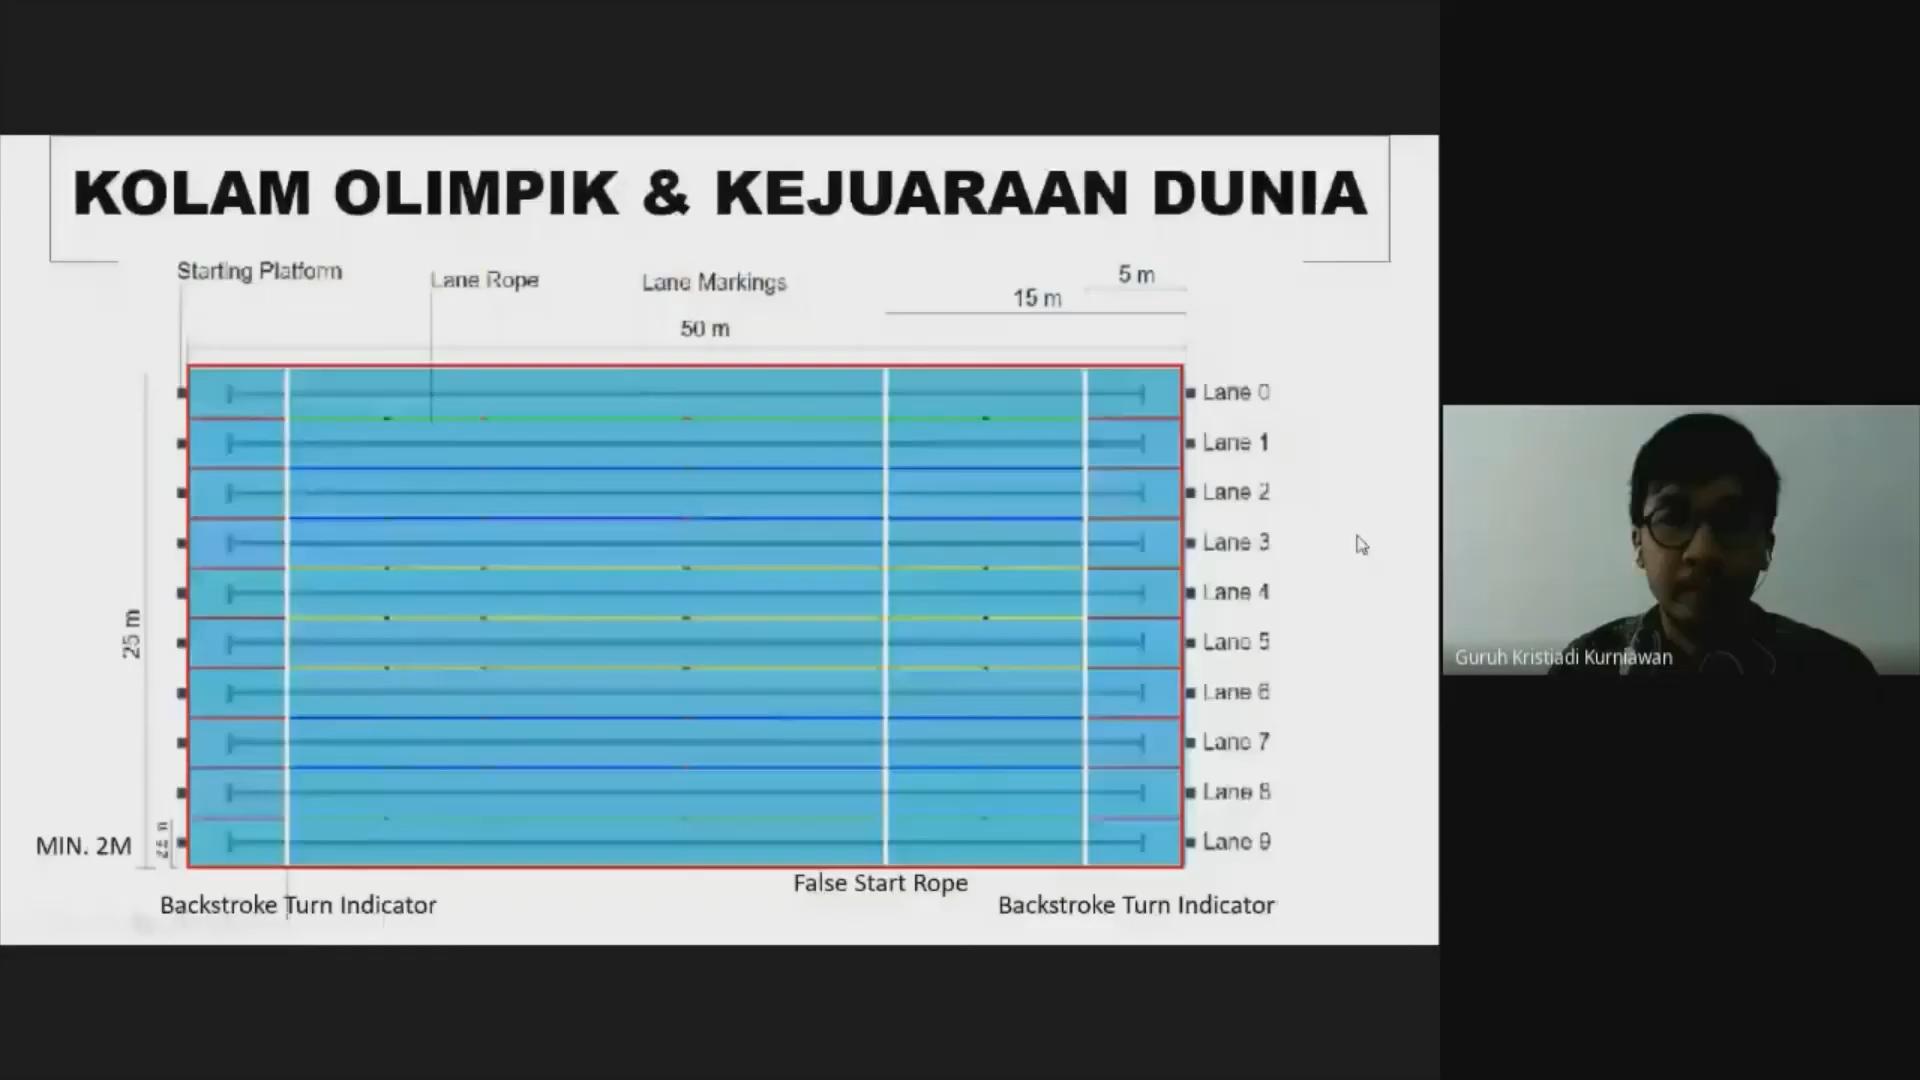 KOLAM OLIMPIK & KEJUARAAN DUNIA
Starting Platform
Lane Rope
Lane Markings
5 m
15 m
50 m
Lane 0
Lane 1
Lane 2
Lane 3
Lane 4
Lane 5
Lane 6
Lane 7
Lane 8
Lane 9
25 m
MIN. 2M
False Start Rope
Backstroke Turn Indicator
Backstroke Turn Indicator
Guruh Kristiadi Kurniawan